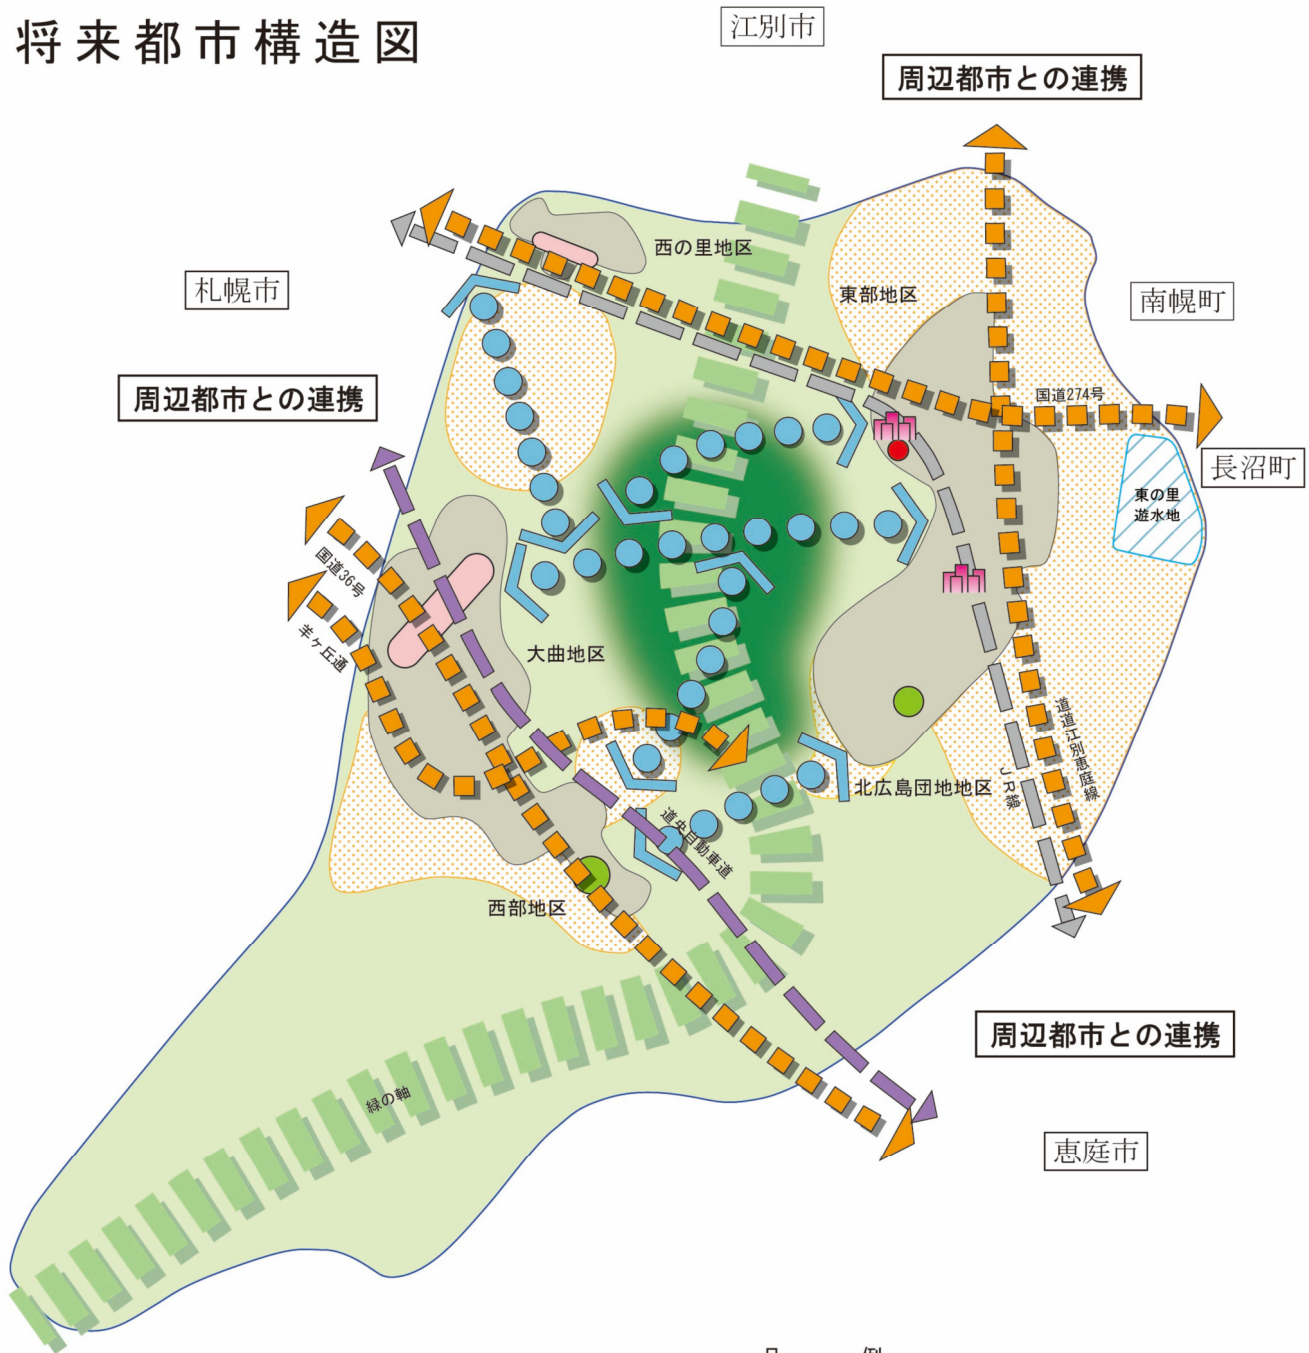 将来都市構造図
江別市
周辺都市との連携
西の里地区
札幌市
東部地区
南幌町
周辺都市との連携
国道274号
長沼町
東の里
遊水地
国道36号
羊ヶ丘通
大曲地区
道道江別恵庭線
JR線
北広島団地地区
道央自動車道
西部地区
周辺都市との連携
緑の軸
恵庭市
凡 例